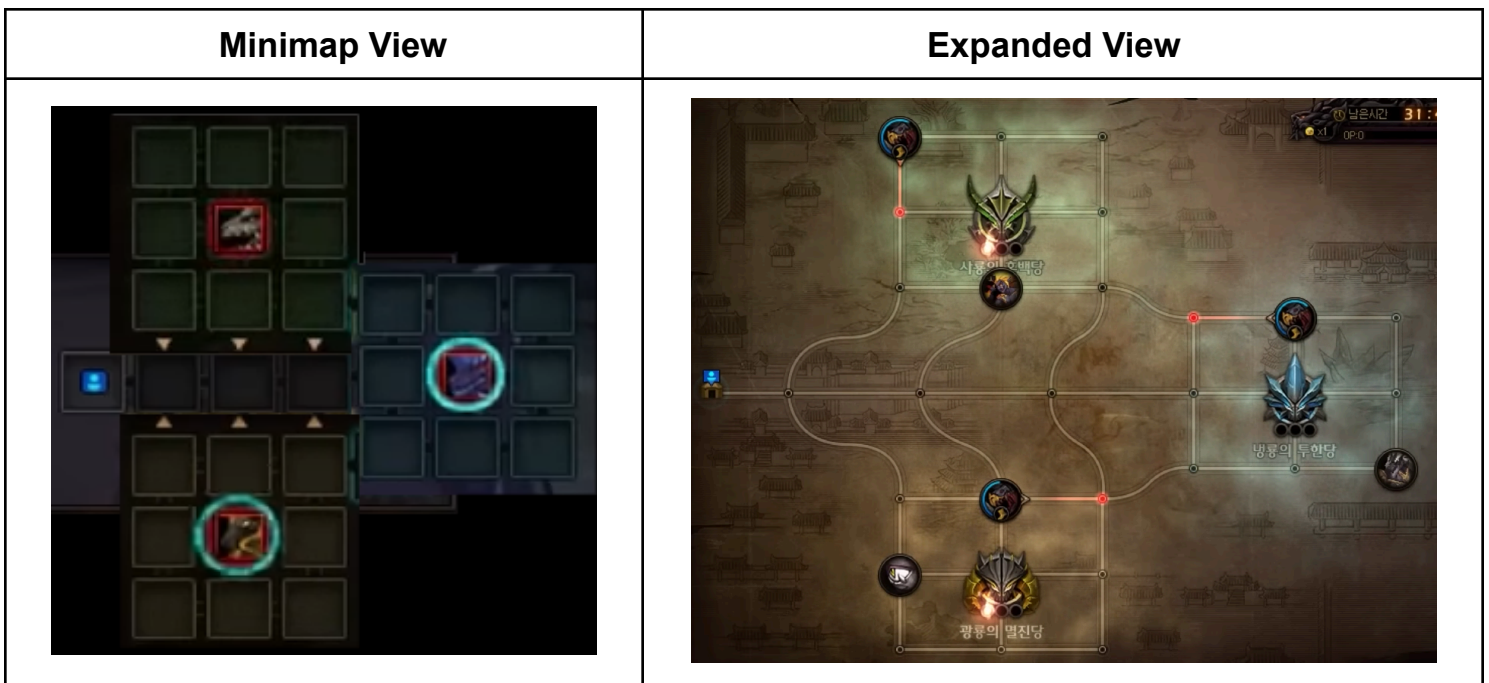 Minimap View
Expanded View
남은시간 31:
x1
0P:0
사룡의 흑백당
냉룡의 투한당
광룡의 멸진당